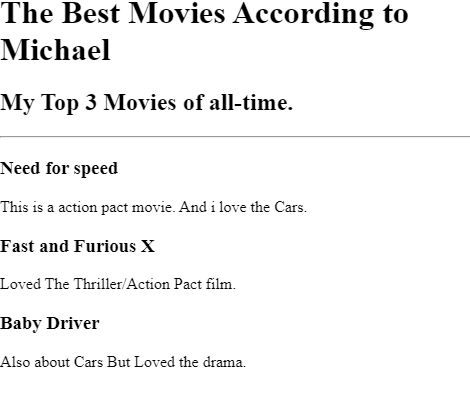 The Best Movies According to
Michael
My Top 3 Movies of all-time.
Need for speed
This is a action pact movie. And i love the Cars.
Fast and Furious X
Loved The Thriller/Action Pact film.
Baby Driver
Also about Cars But Loved the drama.